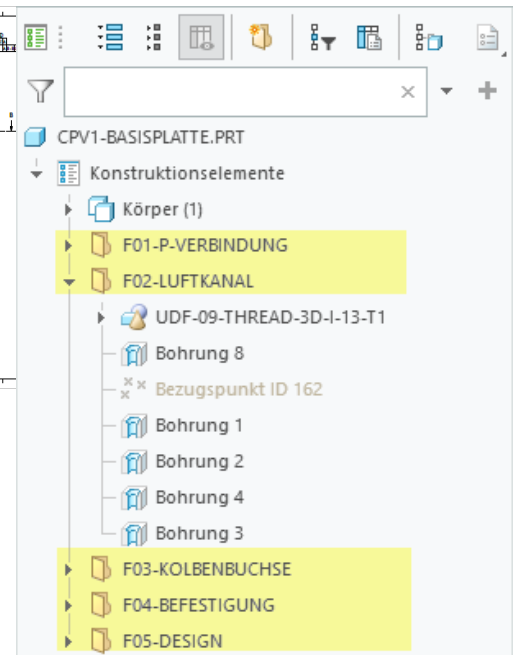 CPV1-BASISPLATTE.PRT
Konstruktionselemente
Körper (1)
F01-P-VERBINDUNG
F02-LUFTKANAL
UDF-09-THREAD-3D-I-13-T1
Bohrung 8
Bezugspunkt ID 162
Bohrung 1
Bohrung 2
Bohrung 4
Bohrung 3
F03-KOLBENBUCHSE
F04-BEFESTIGUNG
F05-DESIGN